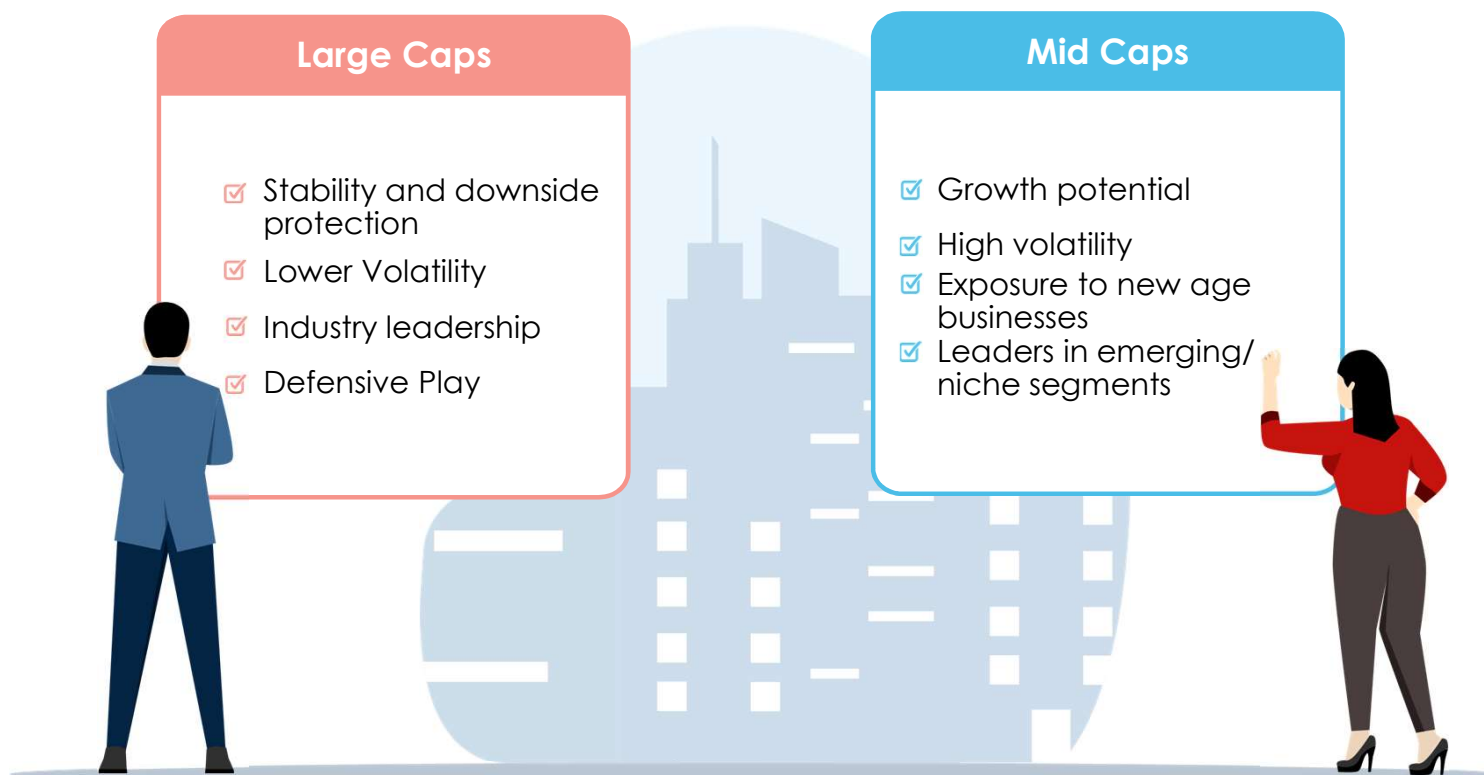 Large Caps
Stability and downside
protection
Lower Volatility
Industry leadership
Defensive Play
Mid Caps
Growth potential
High volatility
Exposure to new age
businesses
Leaders in emerging/
niche segments